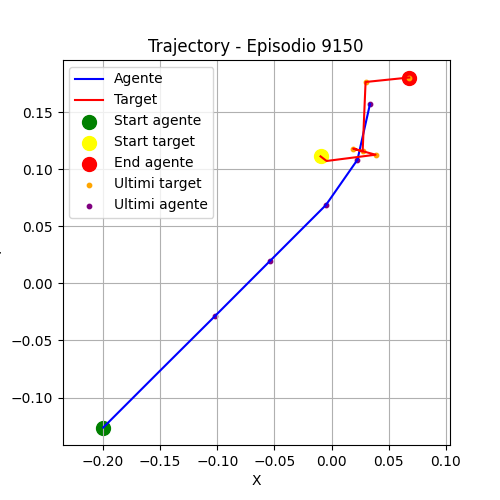 Trajectory - Episodio 9150
Agente
Target
Start agente
Start target
End agente
Ultimi target
Ultimi agente
0.15
0.10
0.05
0.00
−0.05
−0.10
−0.20
−0.15
−0.10
−0.05
0.00
0.05
0.10
X